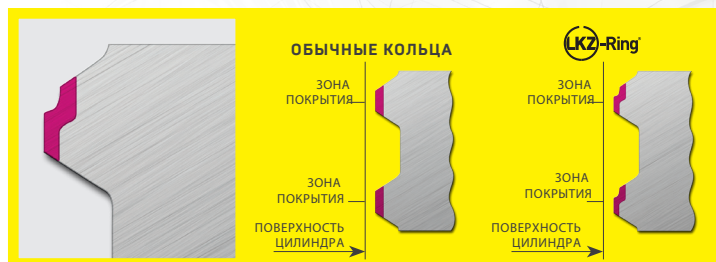 ОБЫЧНЫЕ КОЛЬЦА
ЗОНА
ПОКРЫТИЯ
ЗОНА
ПОКРЫТИЯ
ПОВЕРХНОСТЬ
ЦИЛИНДРА
LKZ-Ring®
ЗОНА
ПОКРЫТИЯ
ЗОНА
ПОКРЫТИЯ
ПОВЕРХНОСТЬ
ЦИЛИНДРА